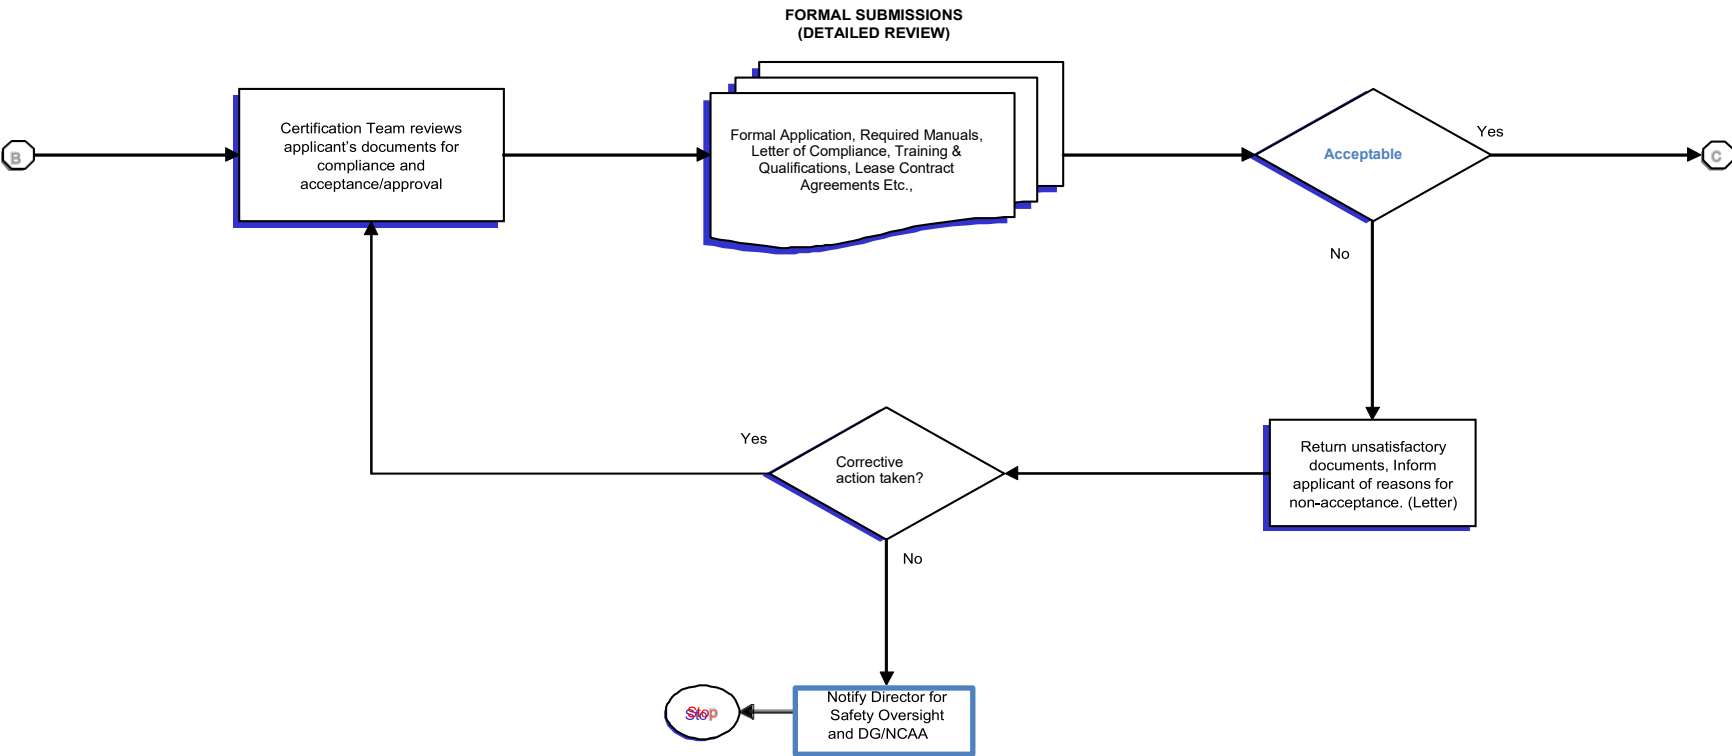 FORMAL SUBMISSIONS
(DETAILED REVIEW)
B
Certification Team reviews
applicant’s documents for
compliance and
acceptance/approval
Formal Application, Required Manuals,
Letter of Compliance, Training &
Qualifications, Lease Contract
Agreements Etc.,
Acceptable
Yes
C
No
Return unsatisfactory
documents, Inform
applicant of reasons for
non-acceptance. (Letter)
Corrective
action taken?
Yes
No
Notify Director for
Safety Oversight
and DG/NCAA
Stop